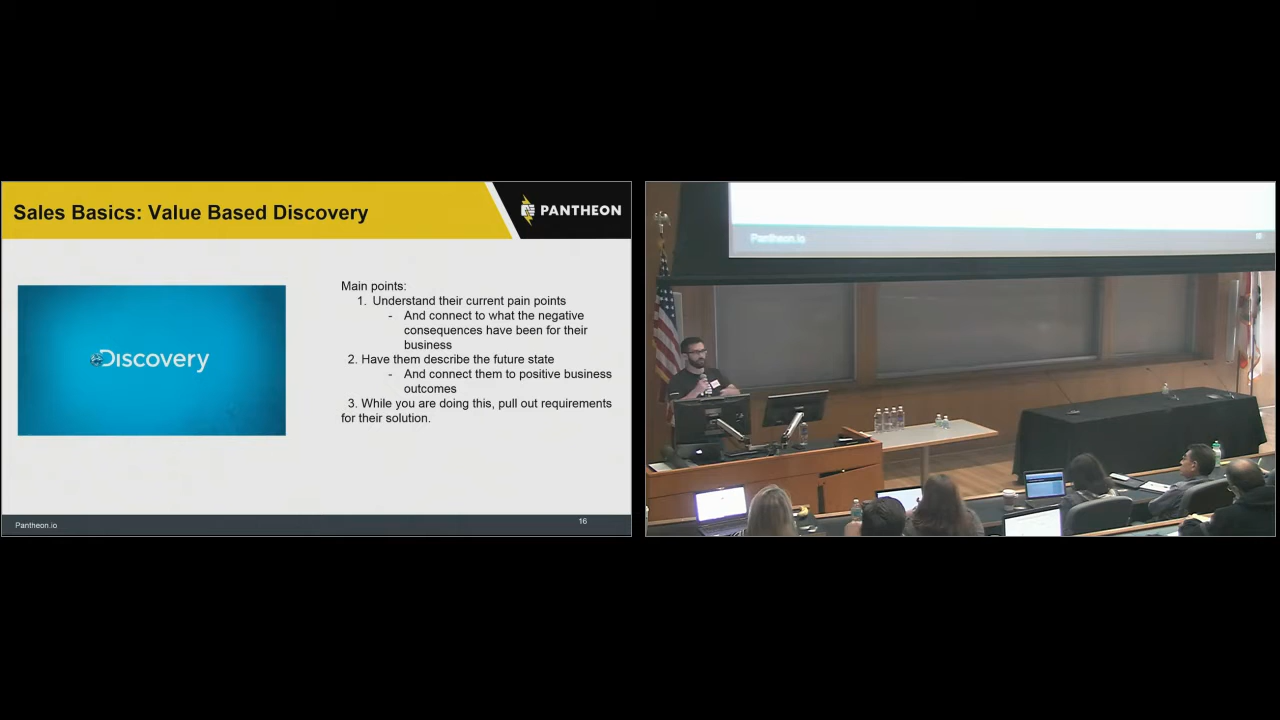 Sales Basics: Value Based Discovery
PANTHEON
Discovery
Main points:
1. Understand their current pain points
- And connect to what the negative
consequences have been for their
business
2. Have them describe the future state
- And connect them to positive business
outcomes
3. While you are doing this, pull out requirements
for their solution.
Pantheon.io
16
Pantheon.io